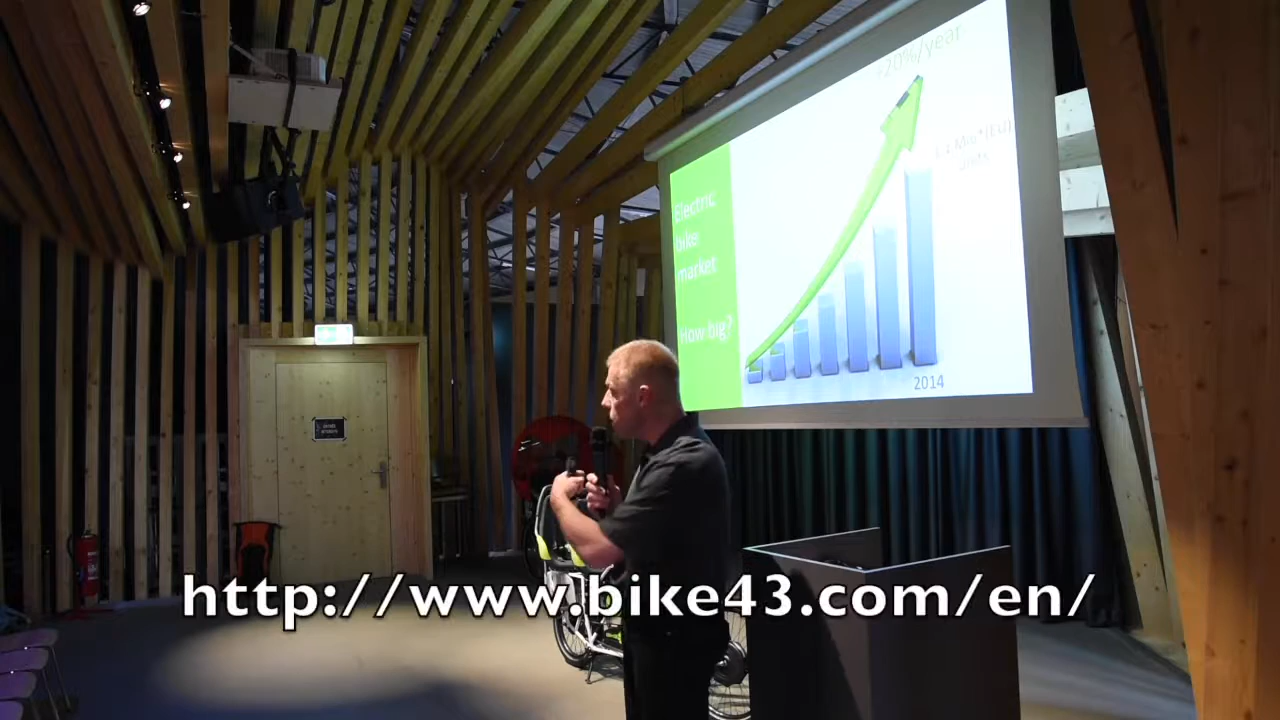 +20%/year
Electric
bike
market
How big?
2014
http://www.bike43.com/en/